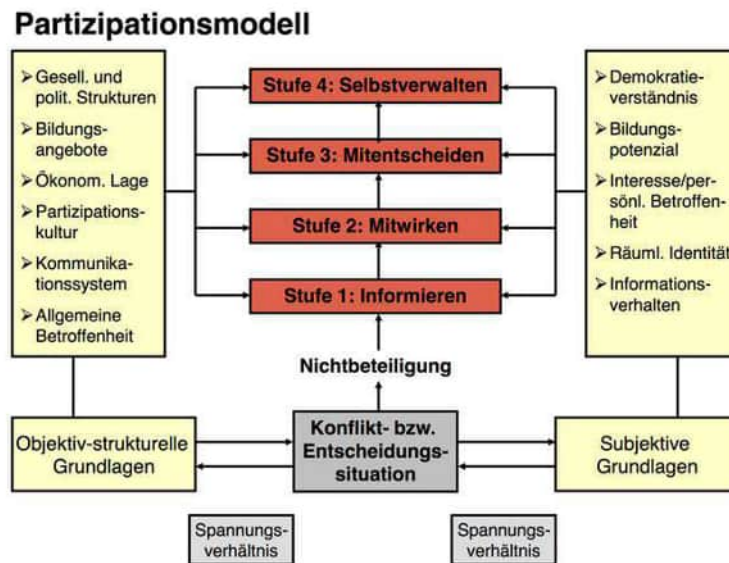 Partizipationsmodell
➢ Gesell. und
polit. Strukturen
➢ Bildungs-
angebote
➢ Ökonom. Lage
➢ Partizipations-
kultur
➢ Kommunika-
tionssystem
➢ Allgemeine
Betroffenheit
Stufe 4: Selbstverwalten
Stufe 3: Mitentscheiden
Stufe 2: Mitwirken
Stufe 1: Informieren
➢ Demokratie-
verständnis
➢ Bildungs-
potenzial
➢ Interesse/per-
sönl. Betroffen-
heit
➢ Räuml. Identität
➢ Informations-
verhalten
Nichtbeteiligung
Objektiv-strukturelle
Grundlagen
Konflikt- bzw.
Entscheidungs-
situation
Subjektive
Grundlagen
Spannungs-
verhältnis
Spannungs-
verhältnis